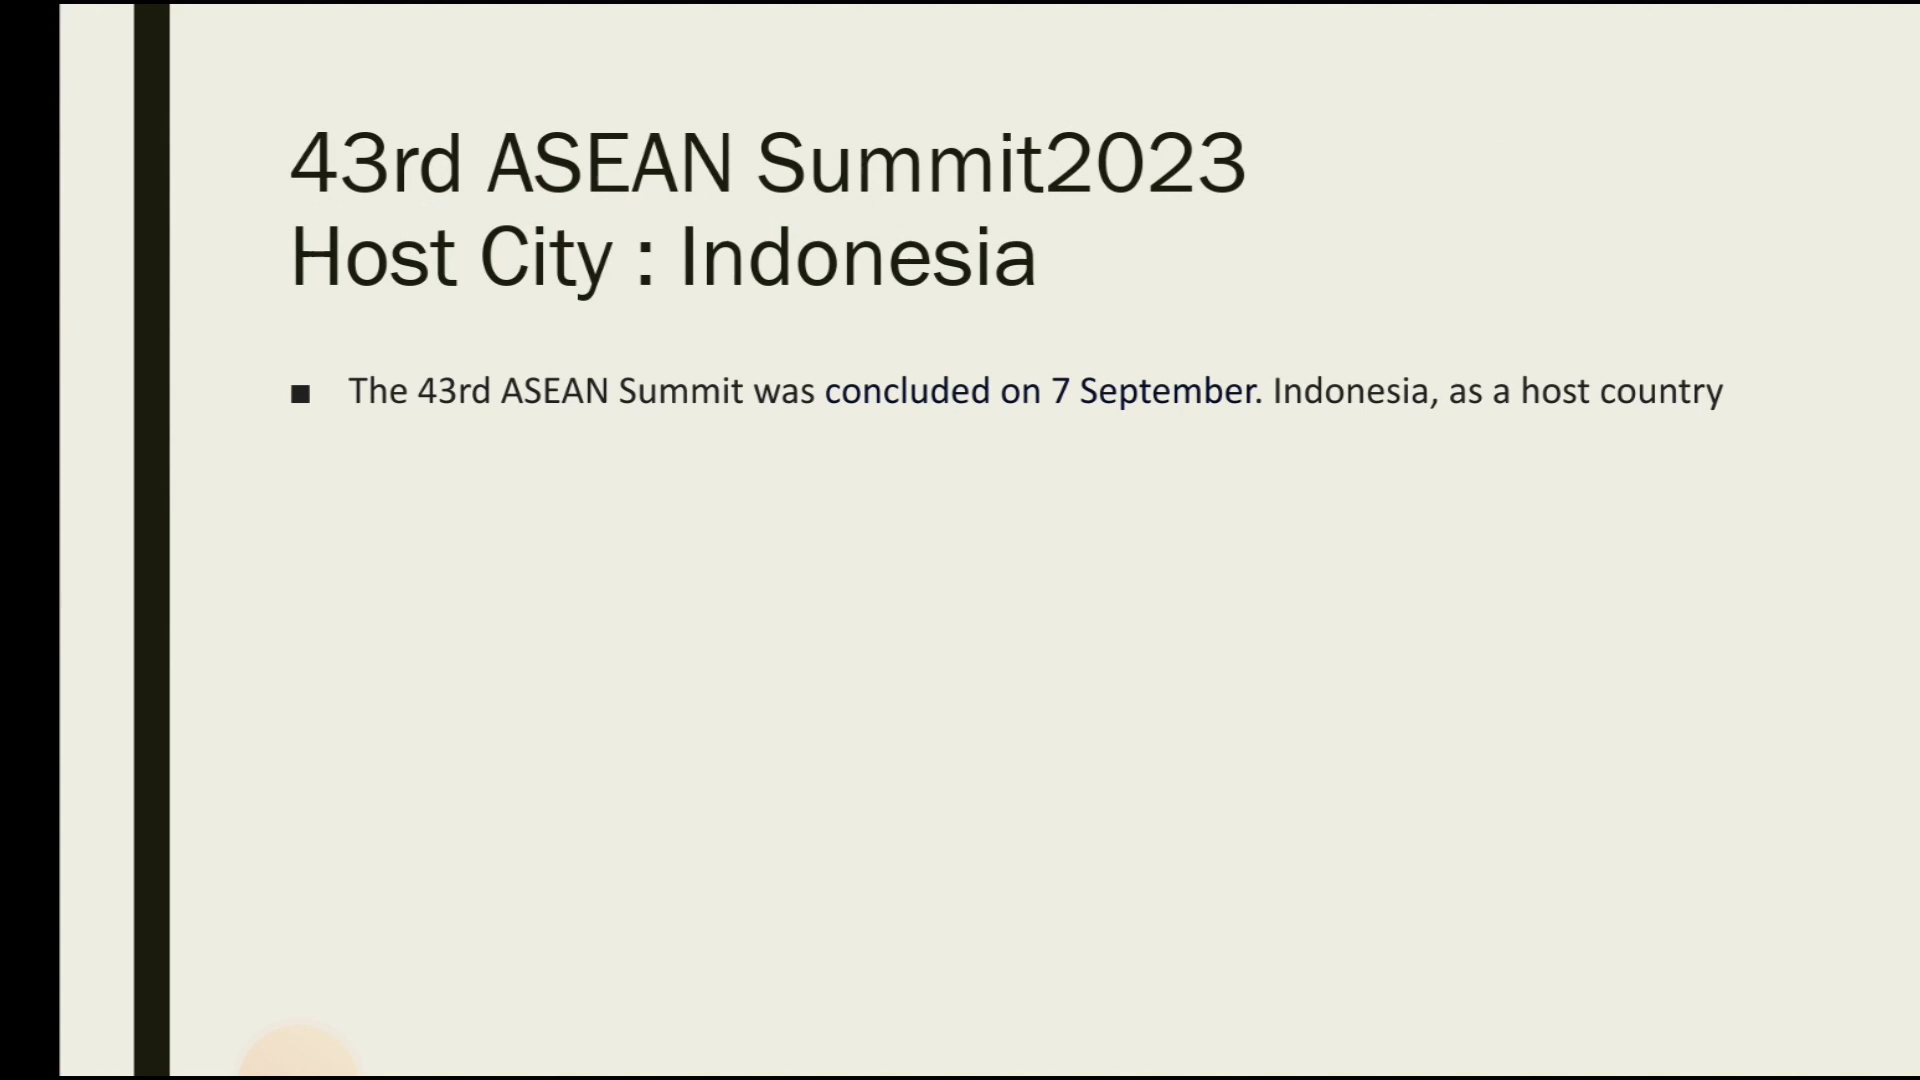 43rd ASEAN Summit2023
Host City : Indonesia
■ The 43rd ASEAN Summit was concluded on 7 September. Indonesia, as a host country